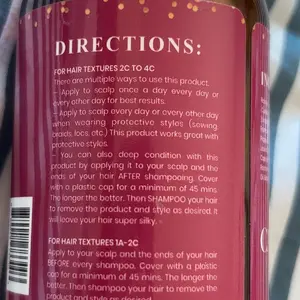 DIRECTIONS:
FOR HAIR TEXTURES 2C TO 4C
There are multiple ways to use this product.
- Apply to scalp once a day every day or
every other day for best results.
- Apply to scalp every day or every other day
when wearing protective styles (sewing,
braids, locs, etc.) This product works great with
protective styles.
- You can also deep condition with this
product by applying it to your scalp and the
ends of your hair AFTER shampooing. Cover
with a plastic cap for a minimum of 45 mins.
The longer the better. Then SHAMPOO your hair
to remove the product and style as desired. It
will leave your hair super silky.
FOR HAIR TEXTURES 1A-2C
Apply to your scalp and the ends of your hair
BEFORE every shampoo. Cover with a plastic
cap for a minimum of 45 mins. The longer the
better. Then shampoo your hair to remove the
product and style as desired.